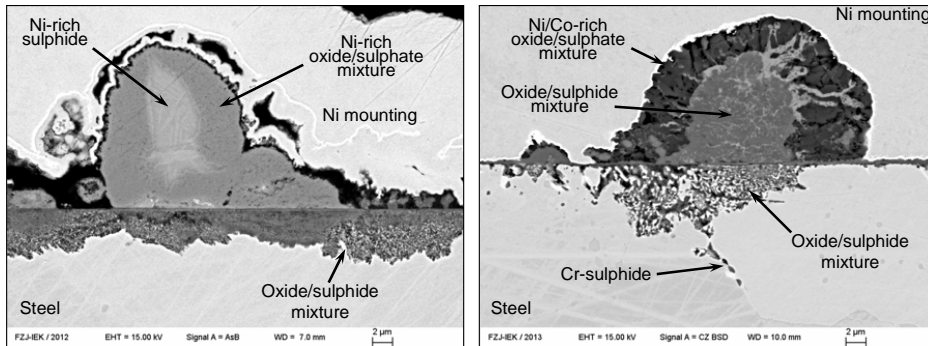 Ni-rich
sulphide
Ni-rich
oxide/sulphate
mixture
Ni mounting
Oxide/sulphide
mixture
Steel
FZJ-IEK / 2012 EHT = 15.00 kV Signal A = AsB WD = 7.0 mm 2 µm
Ni/Co-rich
oxide/sulphate
mixture
Ni mounting
Oxide/sulphide
mixture
Oxide/sulphide
mixture
Cr-sulphide
Steel
FZJ-IEK / 2013 EHT = 15.00 kV Signal A = CZ BSD WD = 10.0 mm 2 µm